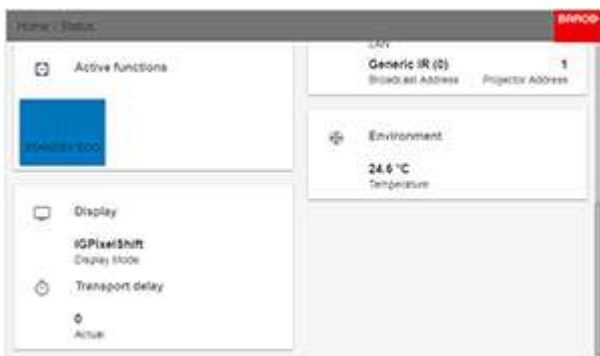 Home / Status
BARCO
Active functions
STANDBY ECO
Display
IGPixelShift
Display Mode
Transport delay
0
Actual
LAN
Generic IR (0)
1
Broadcast Address
Projector Address
Environment
24.6 °C
Temperature